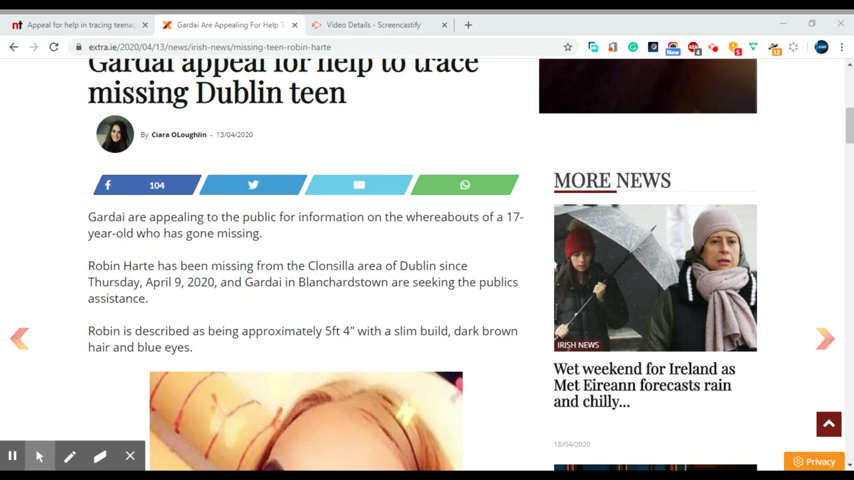 Appeal for help in tracing teenag
Gardai Are Appealing For Help T
Video Details - Screencastify
extra.ie/2020/04/13/news/irish-news/missing-teen-robin-harte
Gardai appeal for help to trace
missing Dublin teen
By Ciara OLoughlin - 13/04/2020
104
Gardai are appealing to the public for information on the whereabouts of a 17-
year-old who has gone missing.
Robin Harte has been missing from the Clonsilla area of Dublin since
Thursday, April 9, 2020, and Gardai in Blanchardstown are seeking the publics
assistance.
Robin is described as being approximately 5ft 4" with a slim build, dark brown
hair and blue eyes.
MORE NEWS
IRISH NEWS
Wet weekend for Ireland as
Met Eireann forecasts rain
and chilly...
18/04/2020
Privacy